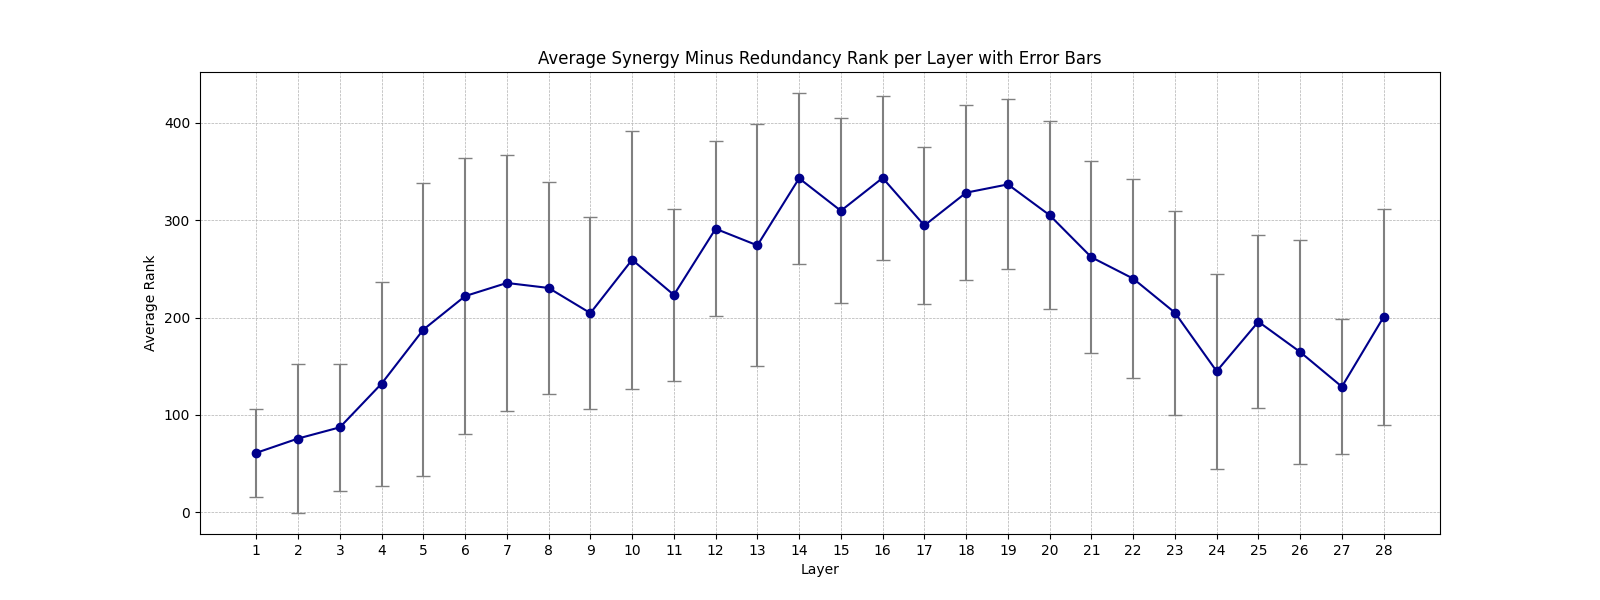 Average Synergy Minus Redundancy Rank per Layer with Error Bars
Average Rank
400
300
200
100
0
1 2 3 4 5 6 7 8 9 10 11 12 13 14 15 16 17 18 19 20 21 22 23 24 25 26 27 28
Layer